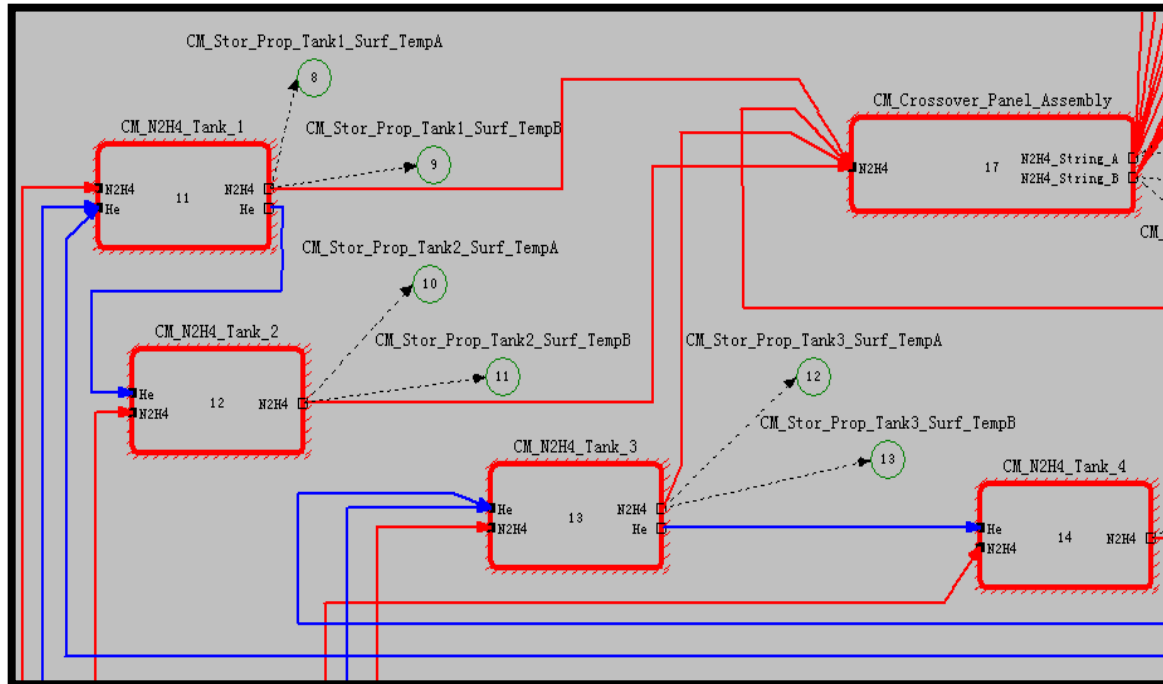 CM_Stor_Prop_Tank1_Surf_TempA
8
CM_N2H4_Tank_1
CM_Stor_Prop_Tank1_Surf_TempB
9
N2H4
He
11
N2H4
He
CM_Crossover_Panel_Assembly
N2H4
17
N2H4_String_A
N2H4_String_B
CM_
CM_Stor_Prop_Tank2_Surf_TempA
10
CM_N2H4_Tank_2
CM_Stor_Prop_Tank2_Surf_TempB
11
He
N2H4
12
N2H4
CM_Stor_Prop_Tank3_Surf_TempA
12
CM_Stor_Prop_Tank3_Surf_TempB
13
CM_N2H4_Tank_3
He
N2H4
13
N2H4
He
CM_N2H4_Tank_4
He
N2H4
14
N2H4